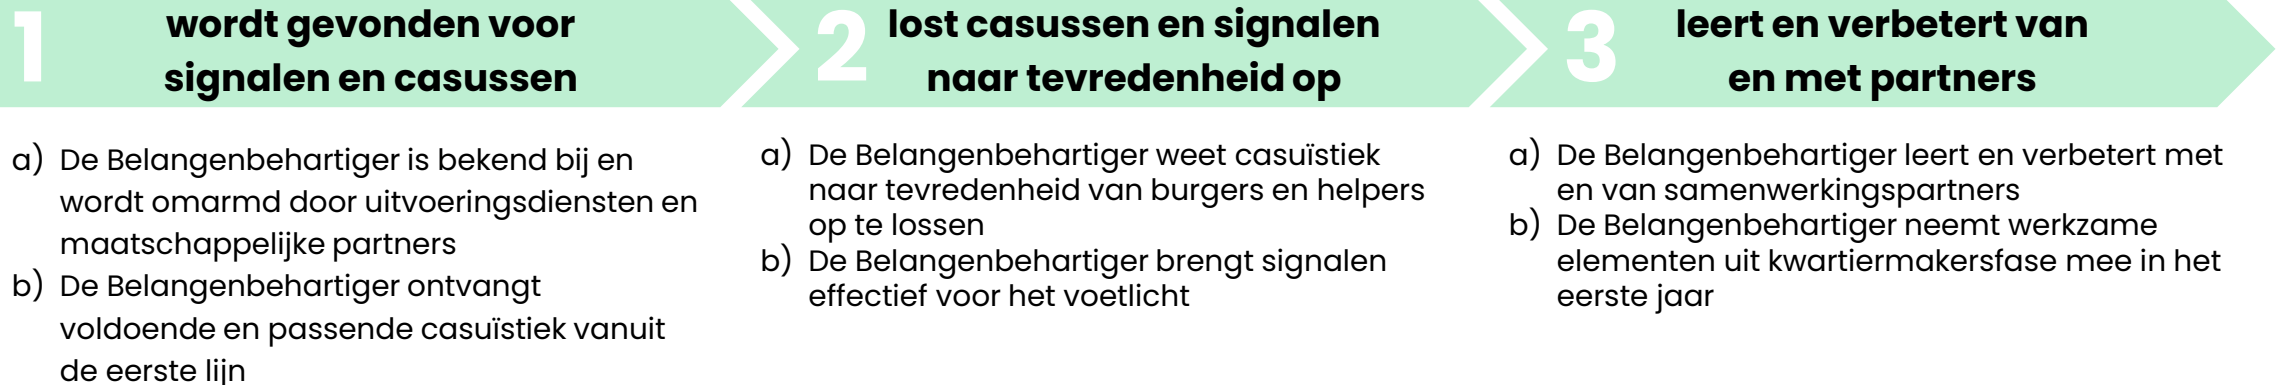 1
wordt gevonden voor
signalen en casussen
a) De Belangenbehartiger is bekend bij en
wordt omarmd door uitvoeringsdiensten en
maatschappelijke partners
b) De Belangenbehartiger ontvangt
voldoende en passende casuïstiek vanuit
de eerste lijn
2
lost casussen en signalen
naar tevredenheid op
a) De Belangenbehartiger weet casuïstiek
naar tevredenheid van burgers en helpers
op te lossen
b) De Belangenbehartiger brengt signalen
effectief voor het voetlicht
3
leert en verbetert van
en met partners
a) De Belangenbehartiger leert en verbetert met
en van samenwerkingspartners
b) De Belangenbehartiger neemt werkzame
elementen uit kwartiermakersfase mee in het
eerste jaar